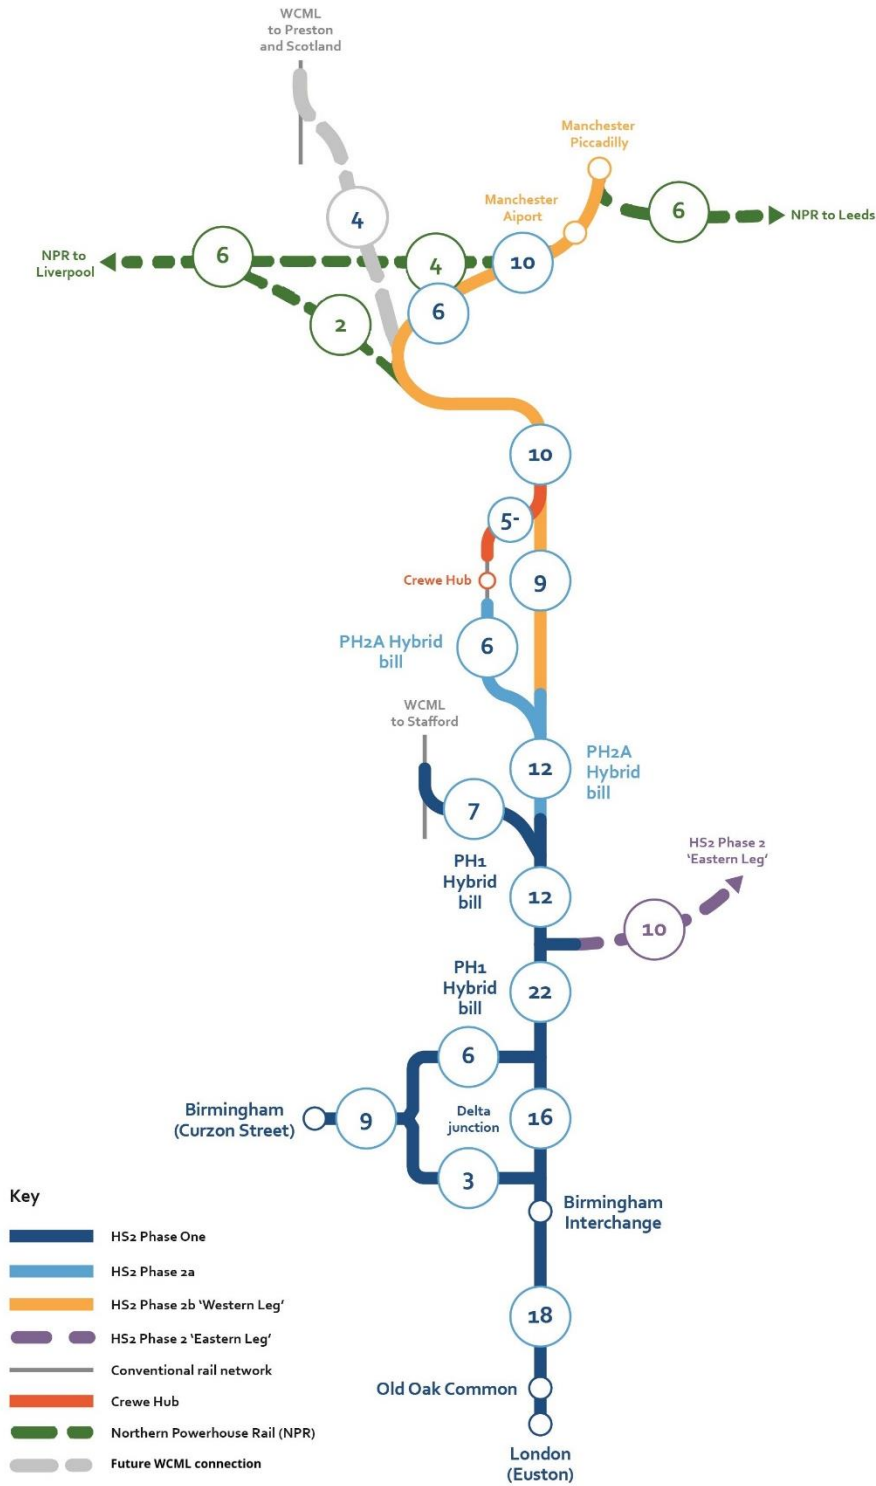 WCML
to Preston
and Scotland
Manchester
Piccadilly
Manchester
Aiport
4
6
NPR to Leeds
NPR to
Liverpool
6
4
10
6
2
10
5-
Crewe Hub
9
PH2A Hybrid
bill
6
WCML
to Stafford
12
PH2A
Hybrid
bill
7
HS2 Phase 2
‘Eastern Leg’
PH1
Hybrid
bill
12
10
PH1
Hybrid
bill
22
6
Birmingham
(Curzon Street)
9
Delta
junction
16
3
Birmingham
Interchange
18
Old Oak Common
London
(Euston)
Key
HS2 Phase One
HS2 Phase 2a
HS2 Phase 2b ‘Western Leg’
HS2 Phase 2 ‘Eastern Leg’
Conventional rail network
Crewe Hub
Northern Powerhouse Rail (NPR)
Future WCML connection